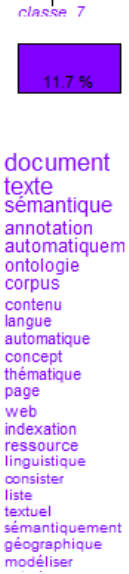 classe 7
11.7 %
document
texte
sémantique
annotation
automatiquem
ontologie
corpus
contenu
langue
automatique
concept
thématique
page
web
indexation
ressource
linguistique
consister
liste
textuel
sémantiquement
géographique
modéliser